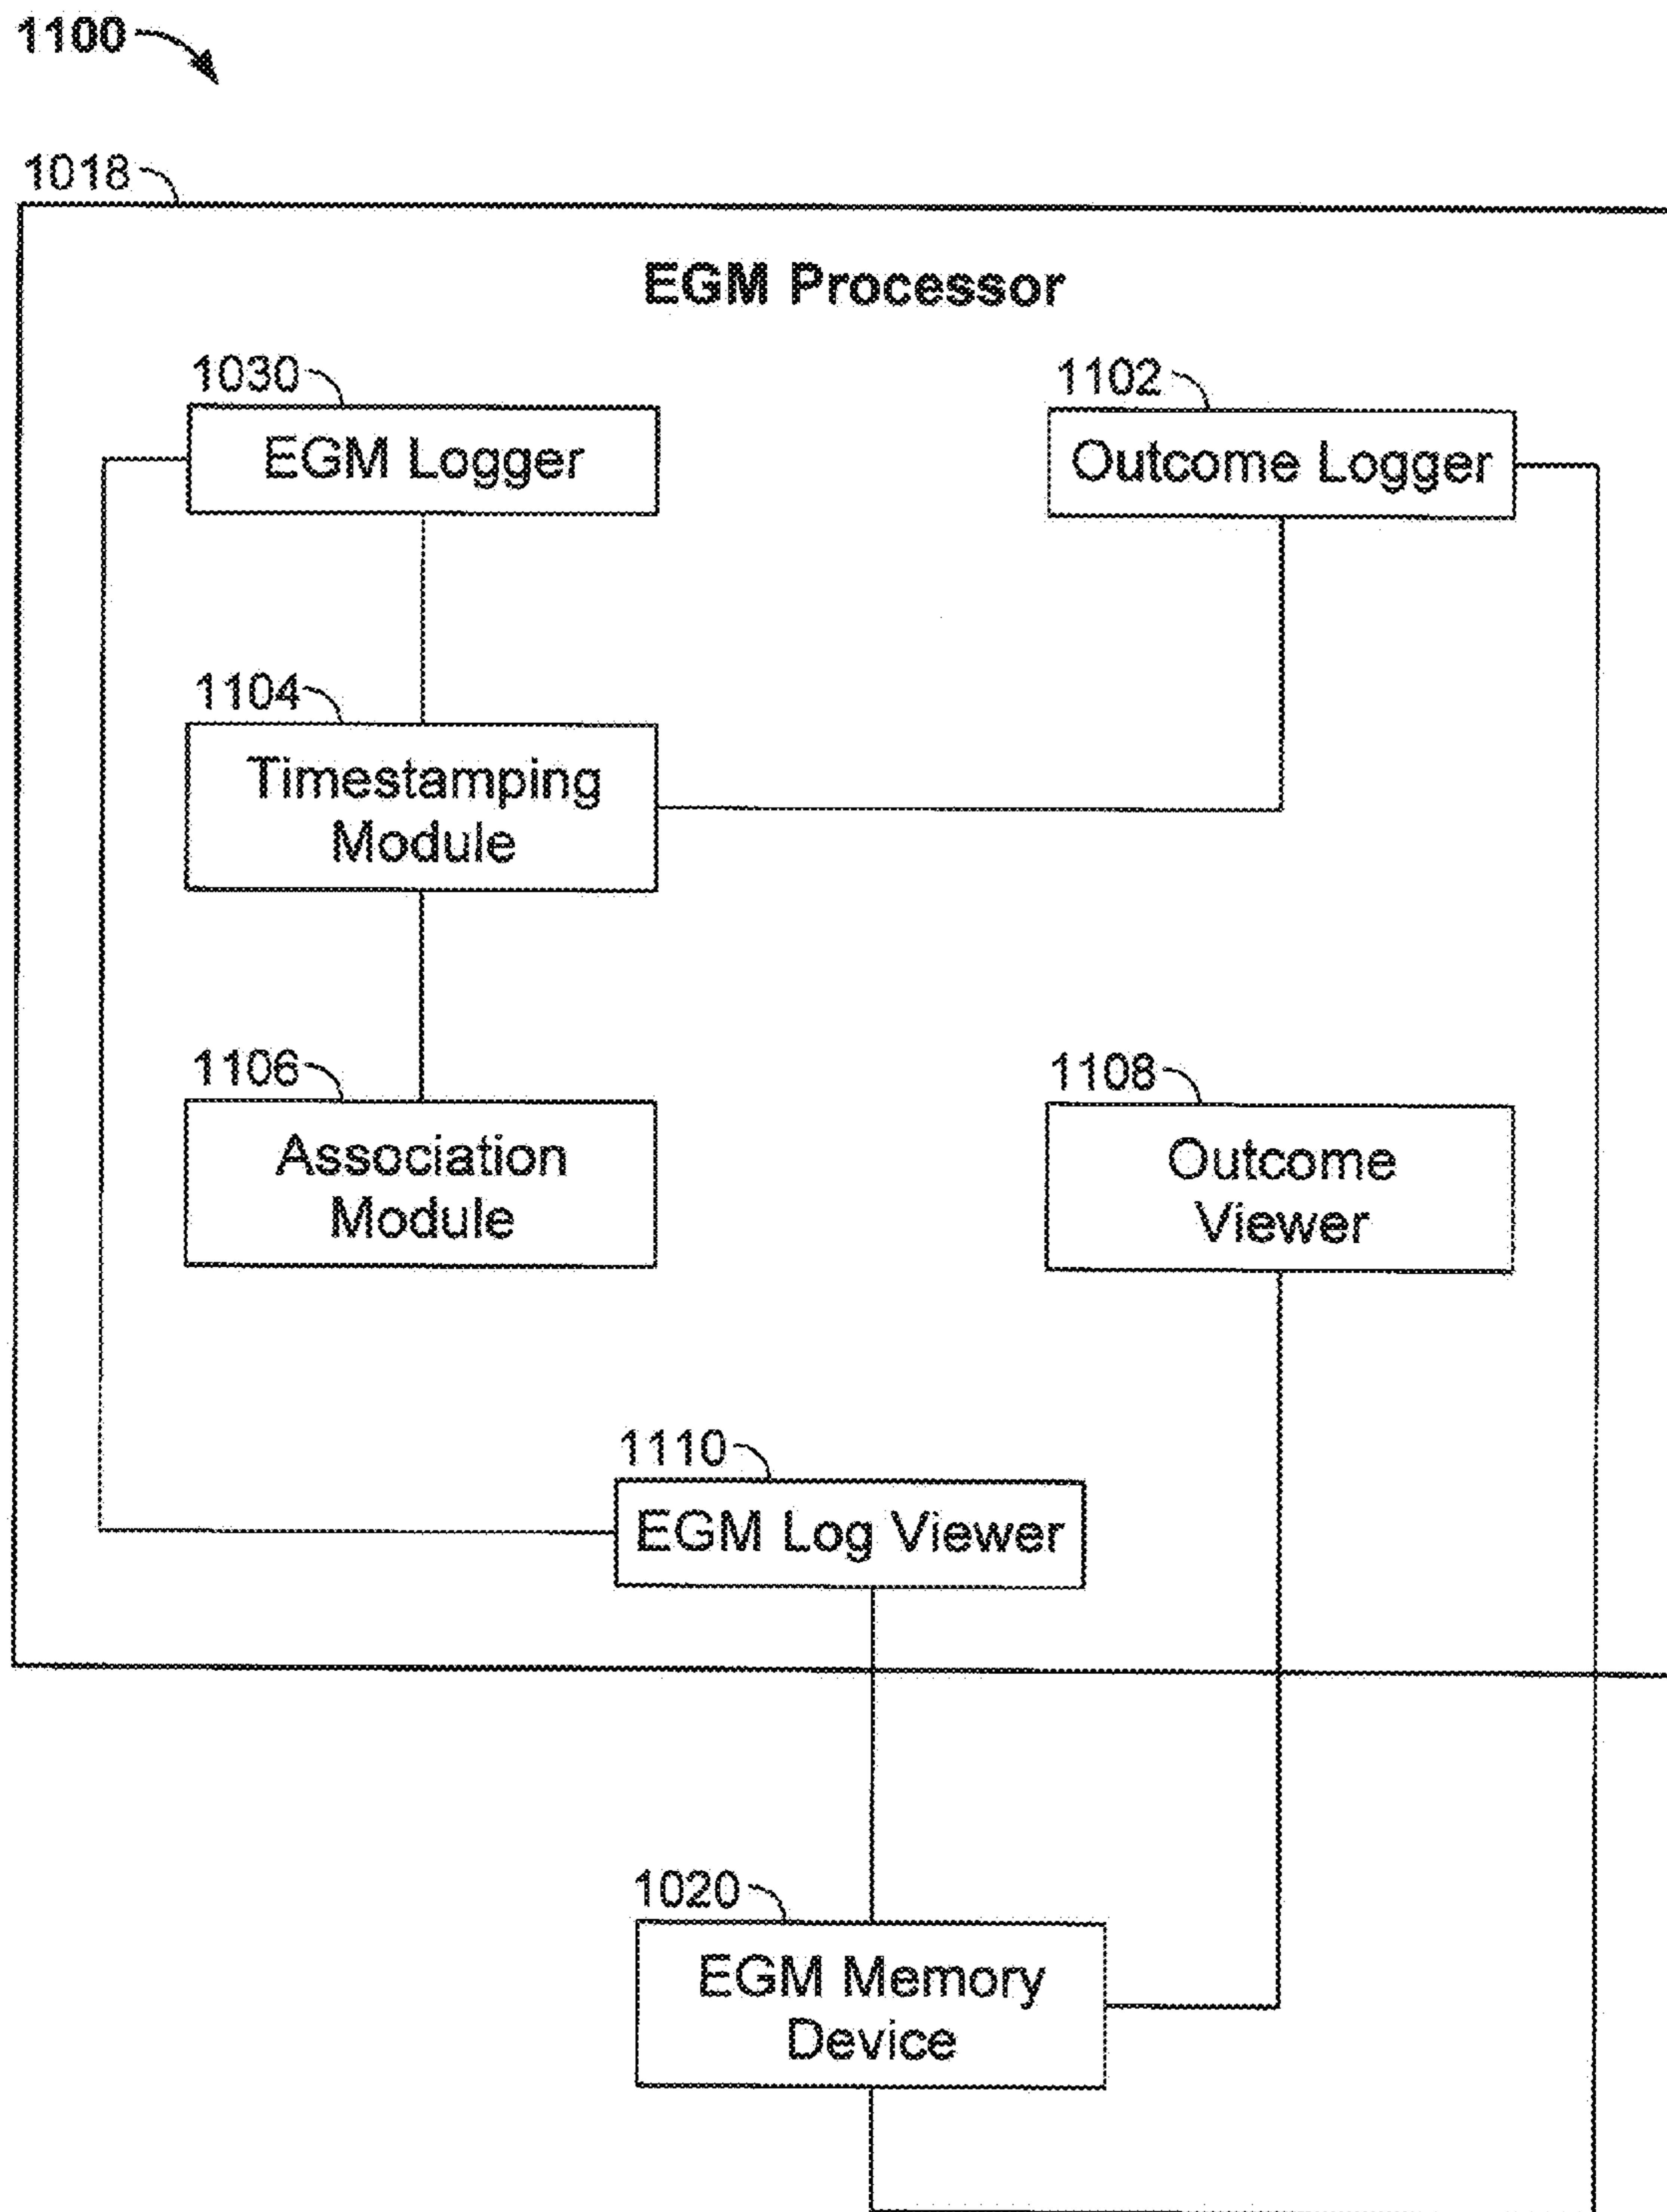 1100
1018
EGM Processor
1030
1102
EGM Logger
Outcome Logger
1104
Timestamping
Module
1106
1108
Association
Module
Outcome
Viewer
1110
EGM Log Viewer
1020
EGM Memory
Device